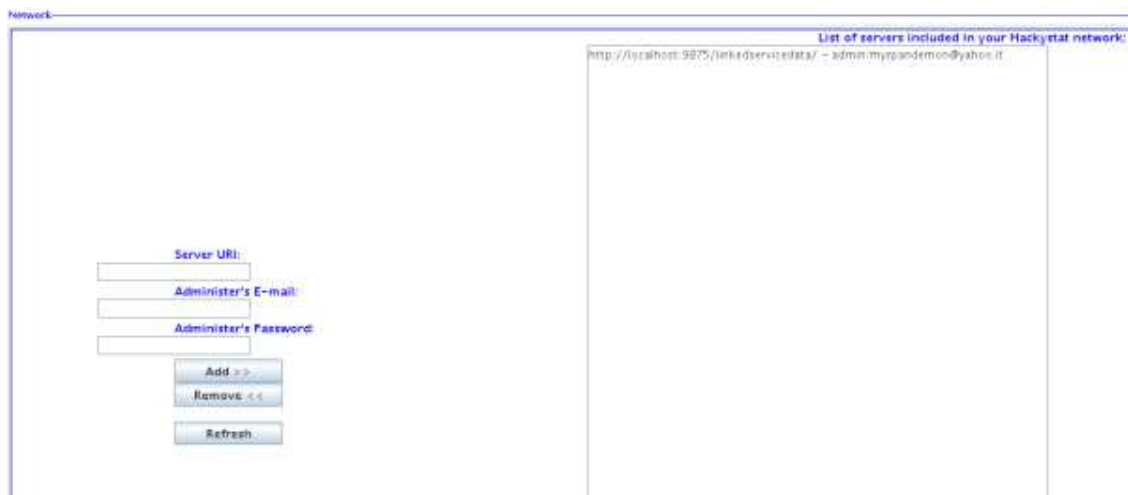 Network
List of servers included in your Hackystat network:
http://localhost:9875/linkedservicedata/ - admin:myrpandemon@yahoo.it
Server URI:
Administer's E-mail:
Administer's Password:
Add >>
Remove <<
Refresh